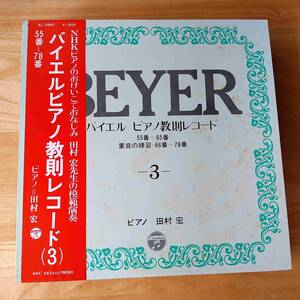 55番〜78番
NHKピアノのおけいこでおなじみ 田村 宏先生の模範演奏
バイエルピアノ教則レコード(3)
ピアノ=田村 宏
BEYER
バイエル ピアノ教則レコード
55番─65番
重音の練習・66番─78番
─3─
ピアノ 田村 宏